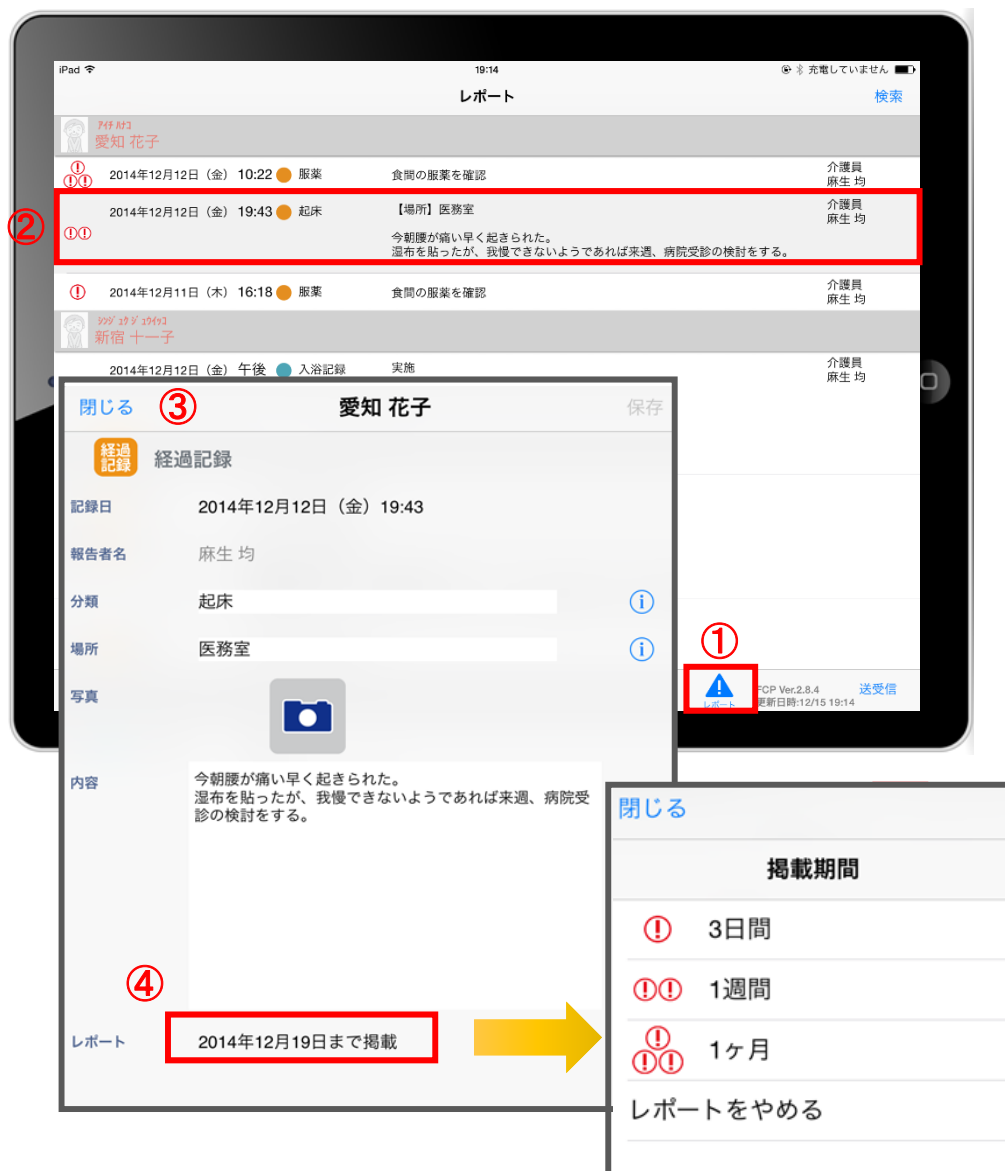 iPad 19:14 充電していません
レポート 検索
アイチ ハナコ
愛知 花子
2014年12月12日（金） 10:22 服薬 食間の服薬を確認 介護員
麻生 均
②
2014年12月12日（金） 19:43 起床 【場所】医務室 介護員
麻生 均
今朝腰が痛い早く起きられた。
湿布を貼ったが、我慢できないようであれば来週、病院受診の検討をする。
2014年12月11日（木） 16:18 服薬 食間の服薬を確認 介護員
麻生 均
シンジュク ジュウイツコ
新宿 十一子
2014年12月12日（金） 午後 入浴記録 実施 介護員
麻生 均
閉じる ③ 愛知 花子 保存
経過
記録 経過記録
記録日 2014年12月12日（金）19:43
報告者名 麻生 均
分類 起床
場所 医務室
写真
内容 今朝腰が痛い早く起きられた。
湿布を貼ったが、我慢できないようであれば来週、病院受
診の検討をする。
④
レポート 2014年12月19日まで掲載
①
レポート
FCP Ver.2.8.4 送受信
更新日時:12/15 19:14
閉じる
掲載期間
3日間
1週間
1ヶ月
レポートをやめる